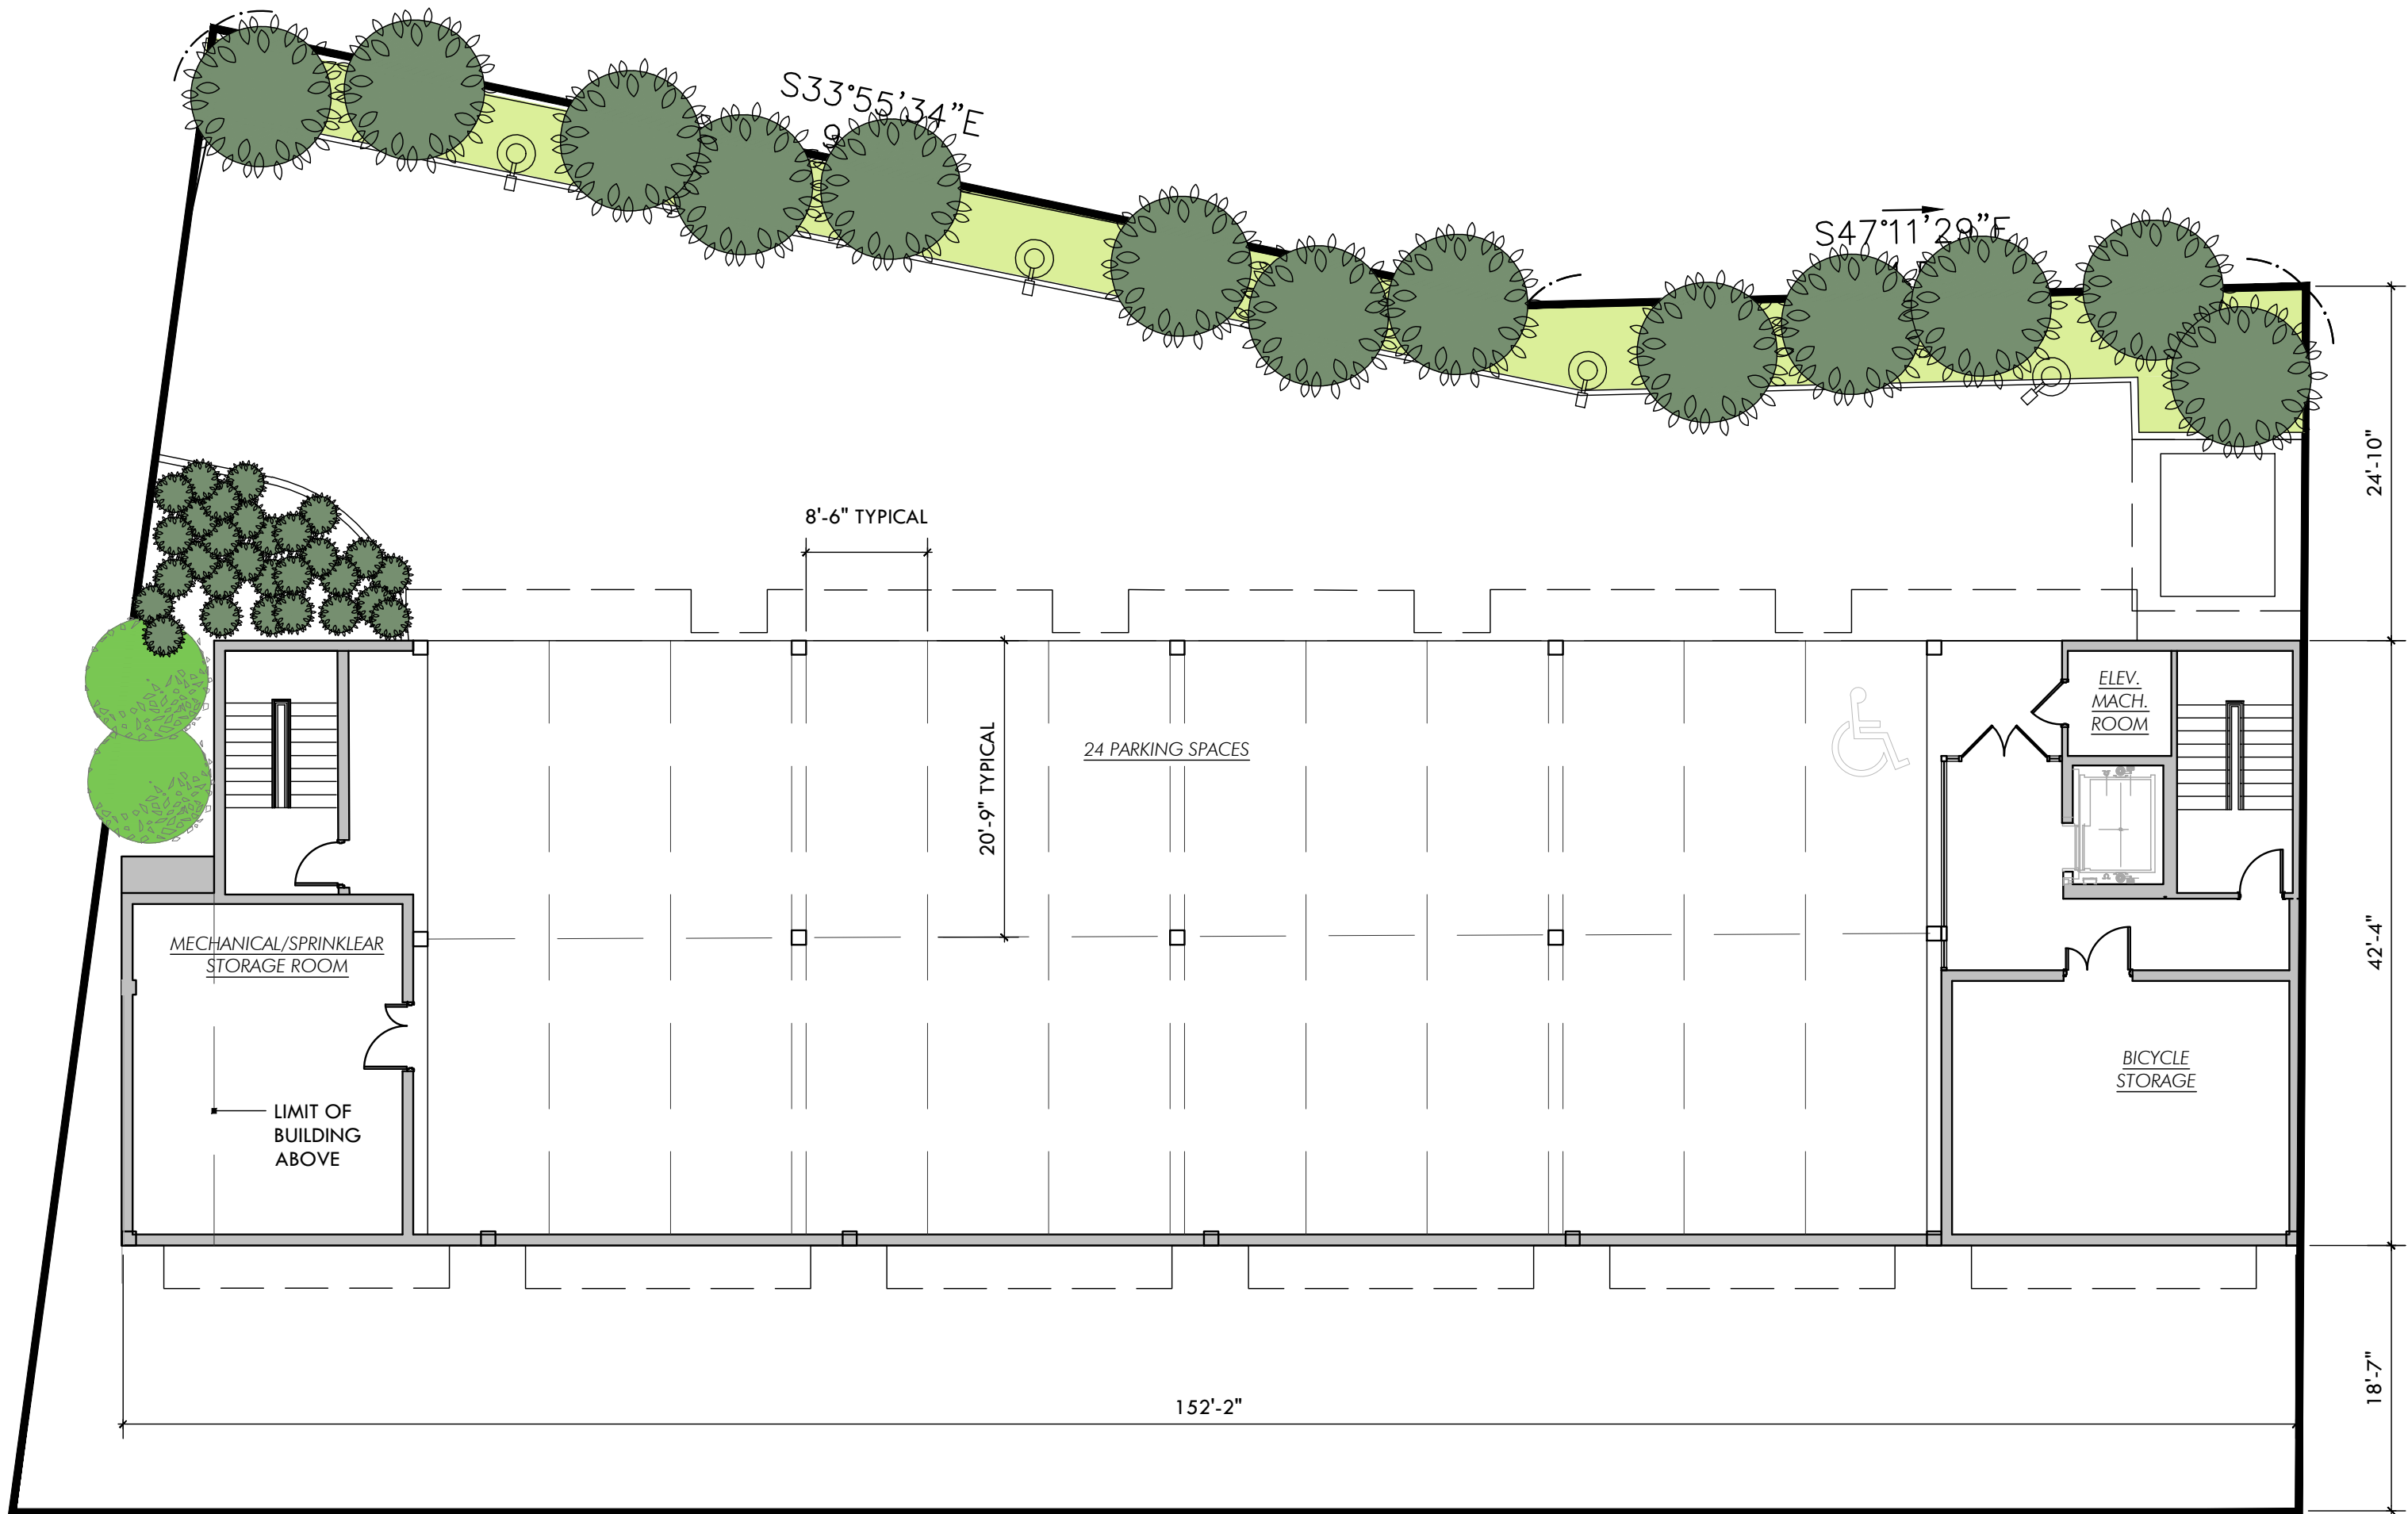 S33°55'34"E
9
S47°11'29"E
24'-10"
8'-6" TYPICAL
ELEV.
MACH.
ROOM
20'-9" TYPICAL
24 PARKING SPACES
MECHANICAL/SPRINKLEAR
STORAGE ROOM
42'-4"
BICYCLE
STORAGE
LIMIT OF
BUILDING
ABOVE
18'-7"
152'-2"